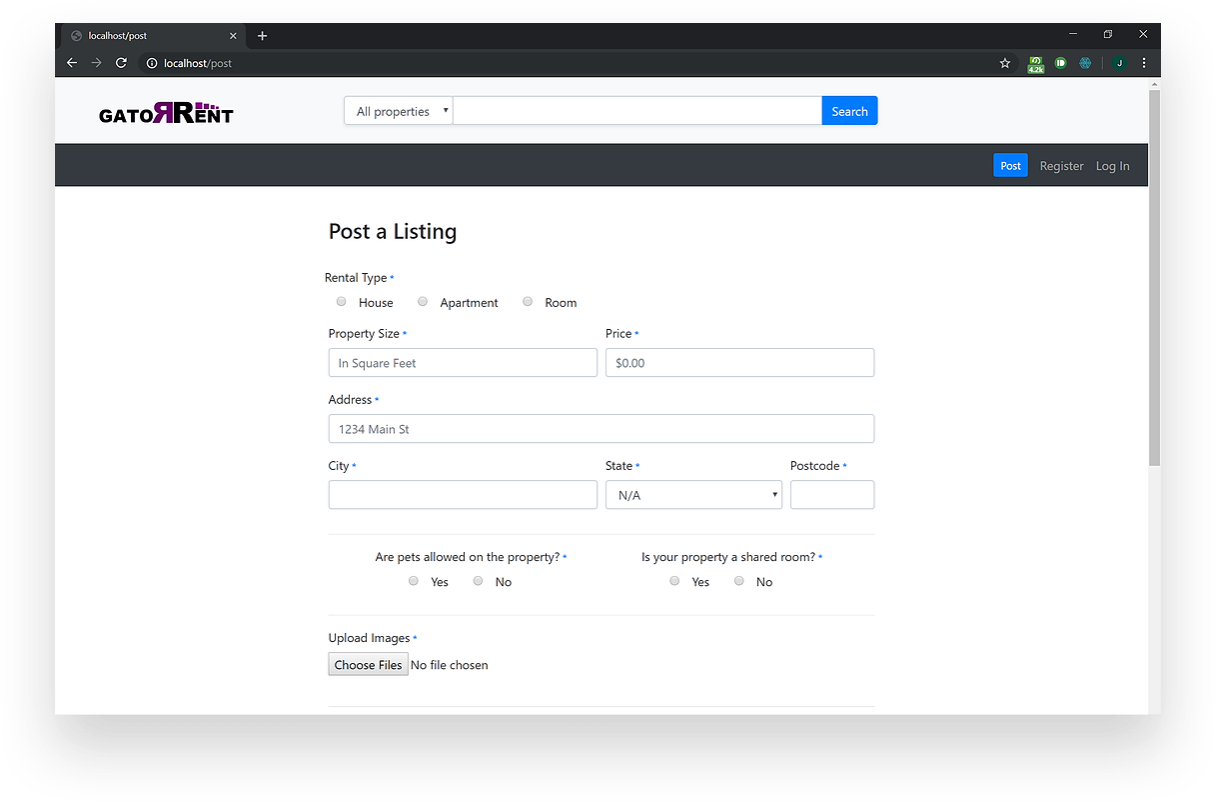 localhost/post
localhost/post
4.2k
J
GATORRENT
All properties
Search
Post Register Log In
Post a Listing
Rental Type *
House Apartment Room
Property Size * Price *
In Square Feet $0.00
Address *
1234 Main St
City * State * Postcode *
N/A
Are pets allowed on the property? * Is your property a shared room? *
Yes No Yes No
Upload Images *
Choose Files No file chosen